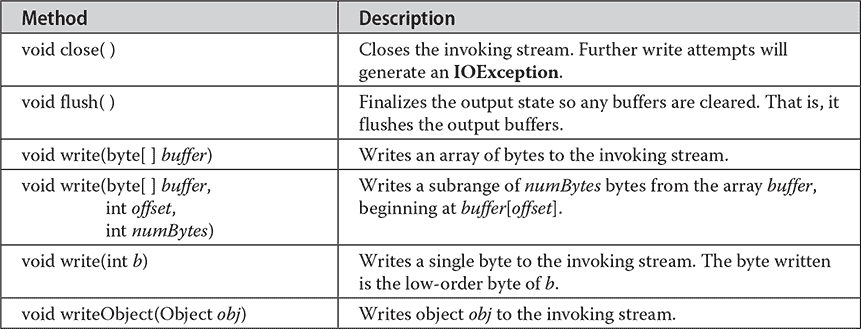 Method Description
void close( ) Closes the invoking stream. Further write attempts will
generate an IOException.
void flush( ) Finalizes the output state so any buffers are cleared. That is, it
flushes the output buffers.
void write(byte[ ] buffer) Writes an array of bytes to the invoking stream.
void write(byte[ ] buffer, Writes a subrange of numBytes bytes from the array buffer,
int offset, beginning at buffer[offset].
int numBytes)
void write(int b) Writes a single byte to the invoking stream. The byte written
is the low-order byte of b.
void writeObject(Object obj) Writes object obj to the invoking stream.